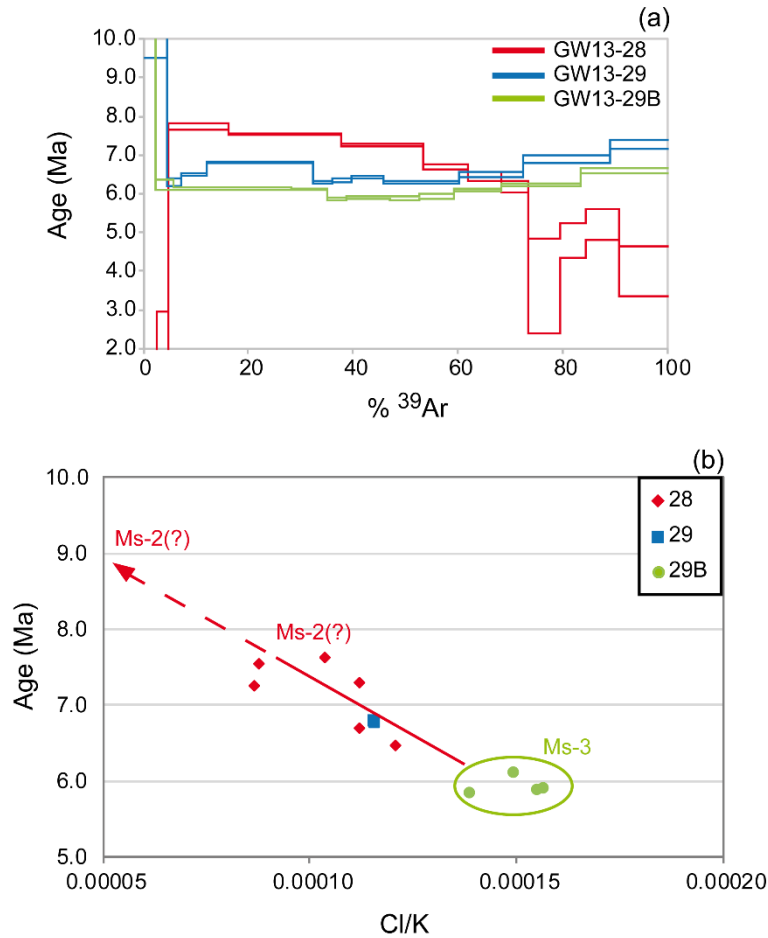 (a)
10.0
9.0
8.0
7.0
6.0
5.0
4.0
3.0
2.0
Age (Ma)
GW13-28
GW13-29
GW13-29B
0 20 40 60 80 100
% ³⁹Ar
(b)
10.0
9.0
8.0
7.0
6.0
5.0
Age (Ma)
28
29
29B
Ms-2(?)
Ms-2(?)
Ms-3
0.00005 0.00010 0.00015 0.00020
Cl/K